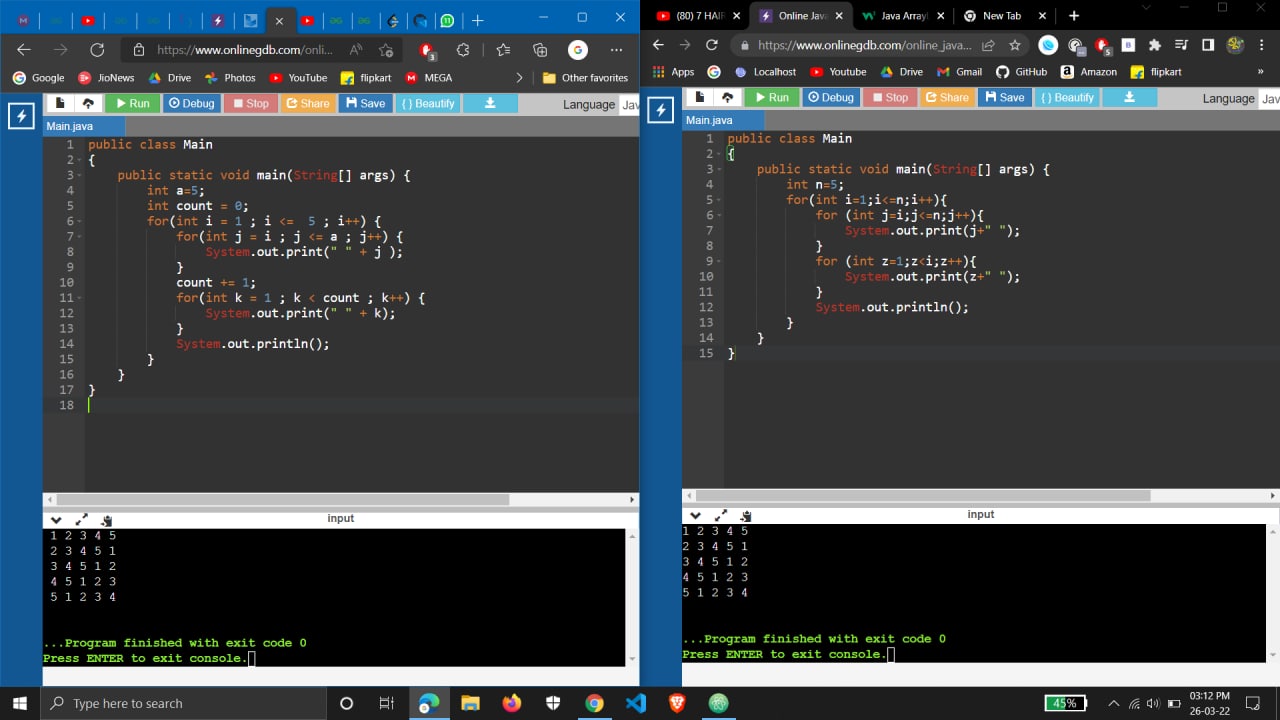 https://www.onlinegdb.com/onli...
Google JioNews Drive Photos YouTube flipkart MEGA Other favorites
Run Debug Stop Share Save { } Beautify Language Jav
Main.java
1 public class Main
2 {
3 public static void main(String[] args) {
4 int a=5;
5 int count = 0;
6 for(int i = 1 ; i <= 5 ; i++) {
7 for(int j = i ; j <= a ; j++) {
8 System.out.print(" " + j );
9 }
10 count += 1;
11 for(int k = 1 ; k < count ; k++) {
12 System.out.print(" " + k);
13 }
14 System.out.println();
15 }
16 }
17 }
18
input
1 2 3 4 5
2 3 4 5 1
3 4 5 1 2
4 5 1 2 3
5 1 2 3 4
...Program finished with exit code 0
Press ENTER to exit console.
(80) 7 HAIR Online Java Java Array New Tab
https://www.onlinegdb.com/online_java...
Apps Localhost Youtube Drive Gmail GitHub Amazon flipkart »
Run Debug Stop Share Save { } Beautify Language Jav
Main.java
1 public class Main
2 {
3 public static void main(String[] args) {
4 int n=5;
5 for(int i=1;i<=n;i++){
6 for (int j=i;j<=n;j++){
7 System.out.print(j+" ");
8 }
9 for (int z=1;z<i;z++){
10 System.out.print(z+" ");
11 }
12 System.out.println();
13 }
14 }
15 }
input
1 2 3 4 5
2 3 4 5 1
3 4 5 1 2
4 5 1 2 3
5 1 2 3 4
...Program finished with exit code 0
Press ENTER to exit console.
Type here to search
45%
03:12 PM
26-03-22